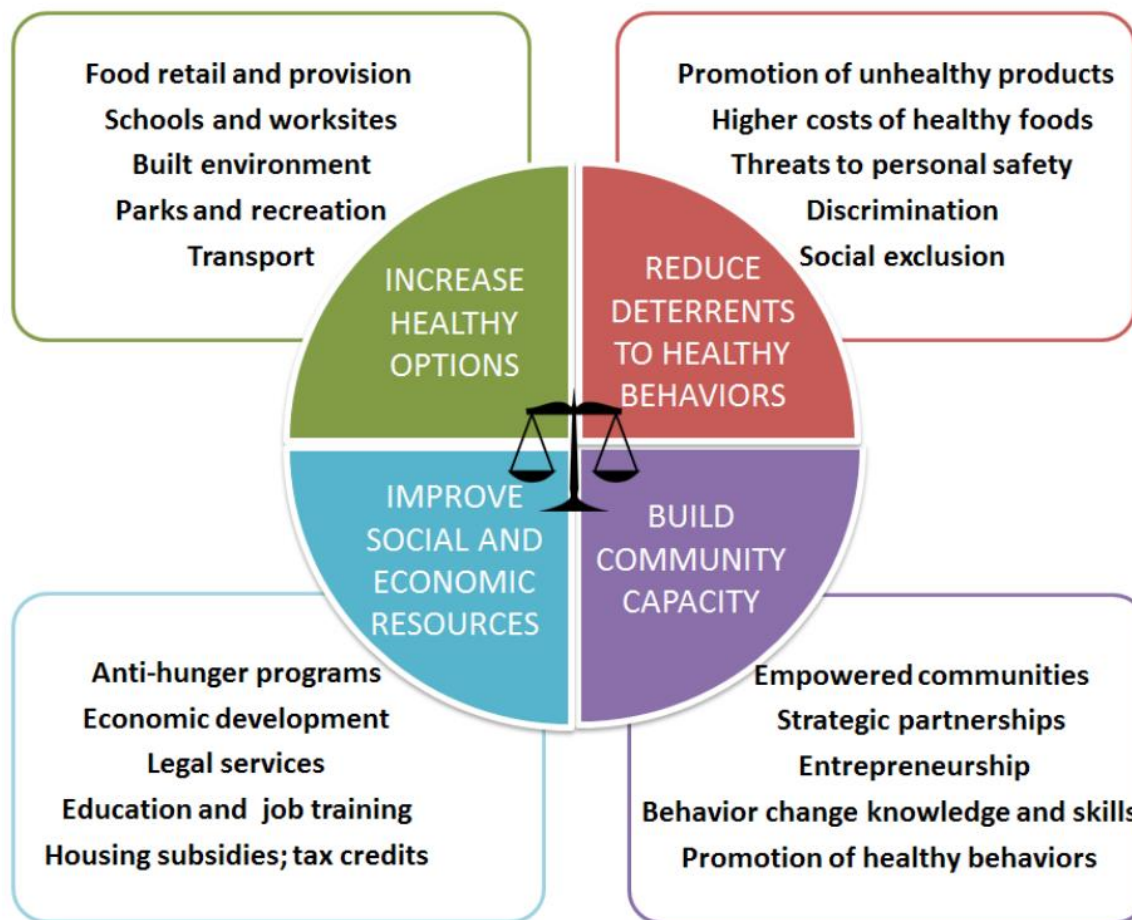 Food retail and provision
Schools and worksites
Built environment
Parks and recreation
Transport
Promotion of unhealthy products
Higher costs of healthy foods
Threats to personal safety
Discrimination
Social exclusion
INCREASE
HEALTHY
OPTIONS
REDUCE
DETERRENTS
TO HEALTHY
BEHAVIORS
IMPROVE
SOCIAL AND
ECONOMIC
RESOURCES
BUILD
COMMUNITY
CAPACITY
Anti-hunger programs
Economic development
Legal services
Education and job training
Housing subsidies; tax credits
Empowered communities
Strategic partnerships
Entrepreneurship
Behavior change knowledge and skills
Promotion of healthy behaviors